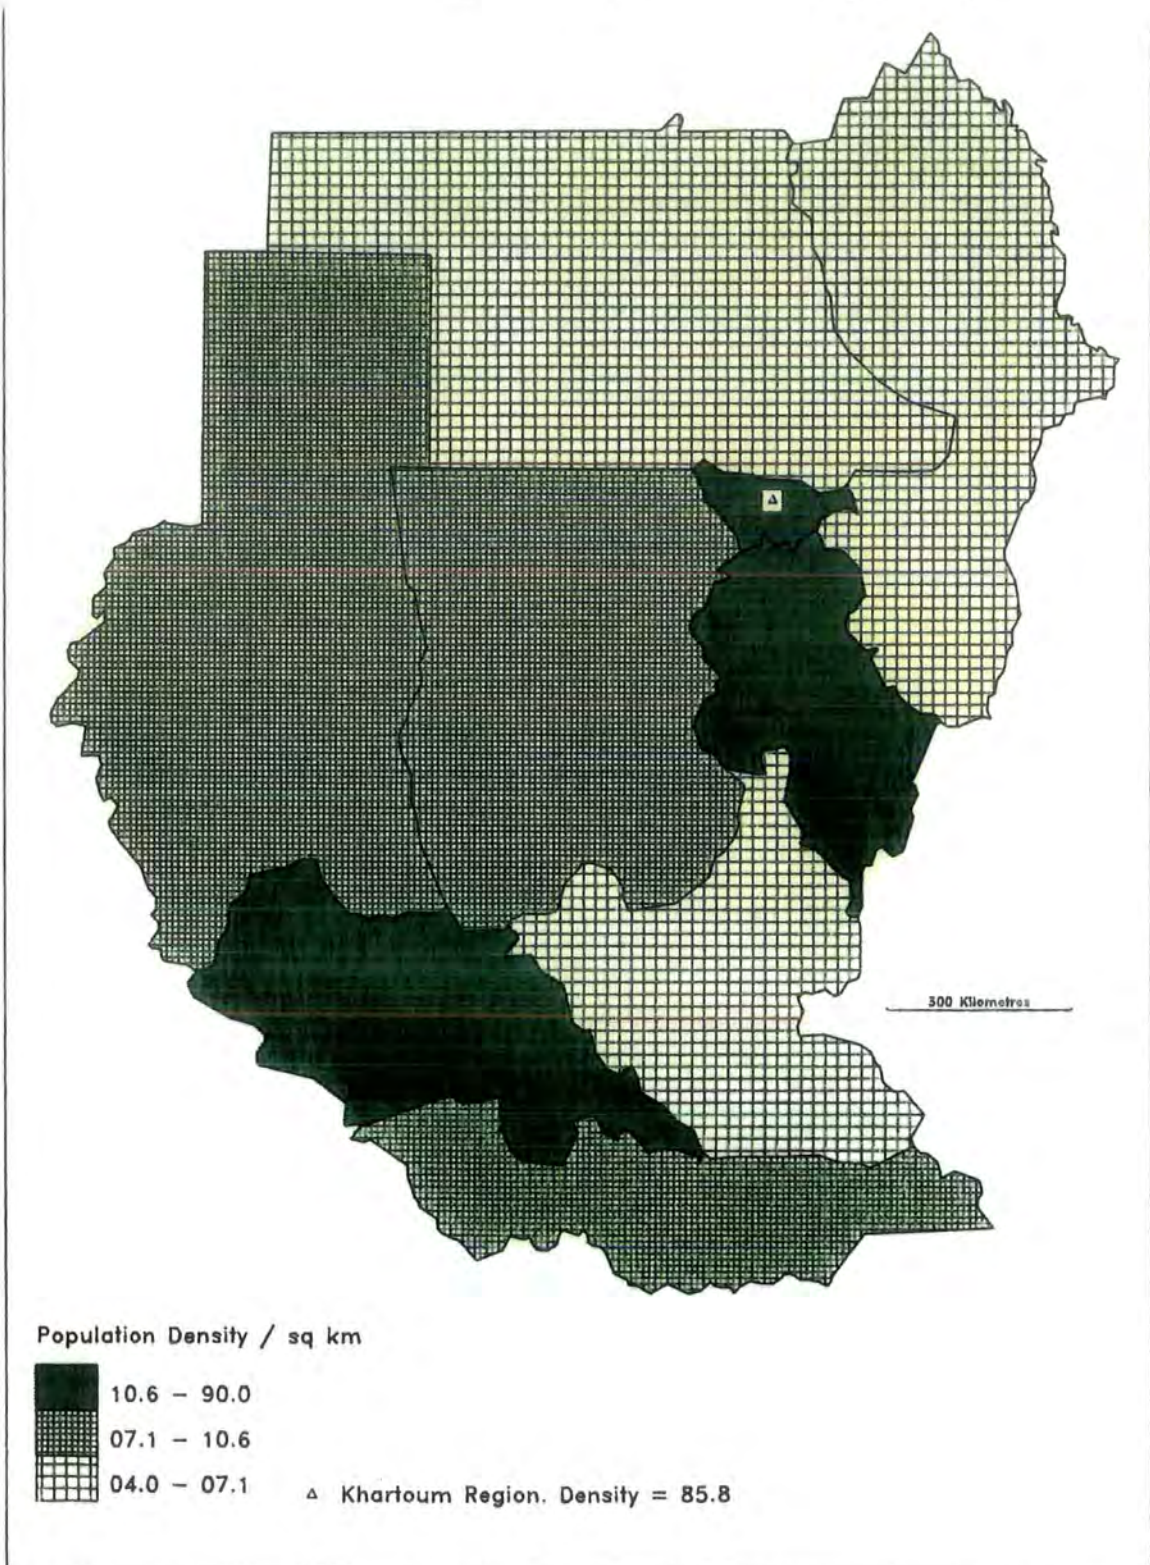 Δ
300 Kilometres
Population Density / sq km
10.6 – 90.0
07.1 – 10.6
04.0 – 07.1
Δ Khartoum Region. Density = 85.8